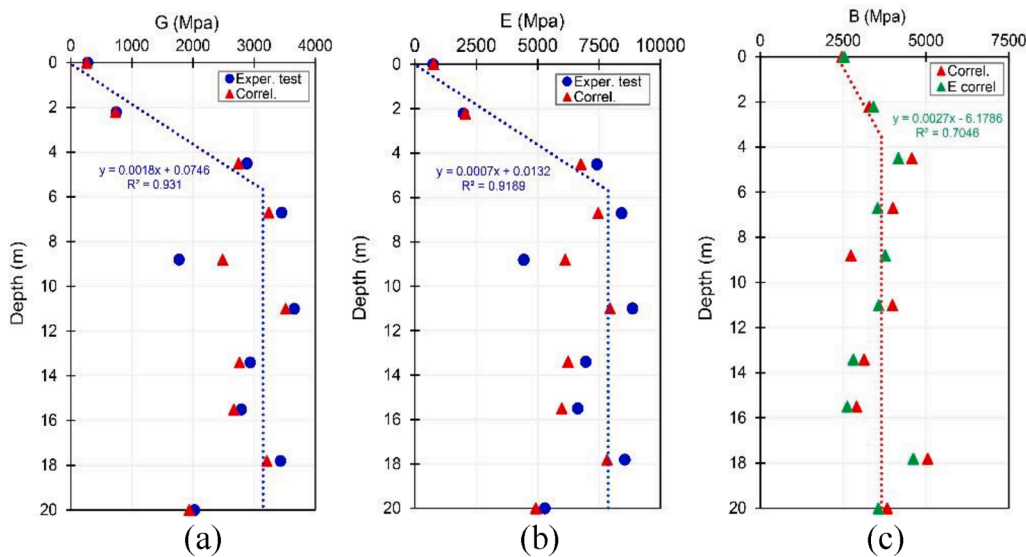 G (Mpa)
0 1000 2000 3000 4000
0
2
4
6
8
10
12
14
16
18
20
Depth (m)
Exper. test
Correl.
y = 0.0018x + 0.0746
R² = 0.931
(a)
E (Mpa)
0 2500 5000 7500 10000
0
2
4
6
8
10
12
14
16
18
20
Depth (m)
Exper. test
Correl.
y = 0.0007x + 0.0132
R² = 0.9189
(b)
B (Mpa)
0 2500 5000 7500
0
2
4
6
8
10
12
14
16
18
20
Depth (m)
Correl.
E correl
y = 0.0027x - 6.1786
R² = 0.7046
(c)